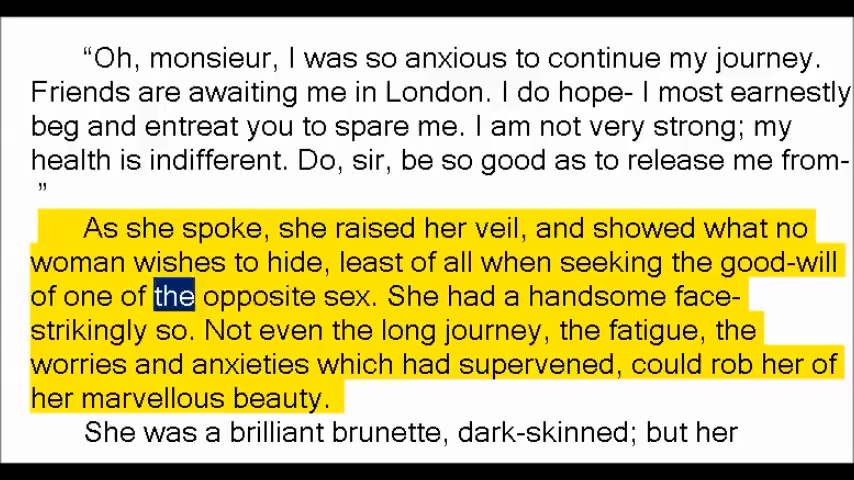 “Oh, monsieur, I was so anxious to continue my journey.
Friends are awaiting me in London. I do hope- I most earnestly
beg and entreat you to spare me. I am not very strong; my
health is indifferent. Do, sir, be so good as to release me from-
”
As she spoke, she raised her veil, and showed what no
woman wishes to hide, least of all when seeking the good-will
of one of the opposite sex. She had a handsome face-
strikingly so. Not even the long journey, the fatigue, the
worries and anxieties which had supervened, could rob her of
her marvellous beauty.
She was a brilliant brunette, dark-skinned; but her